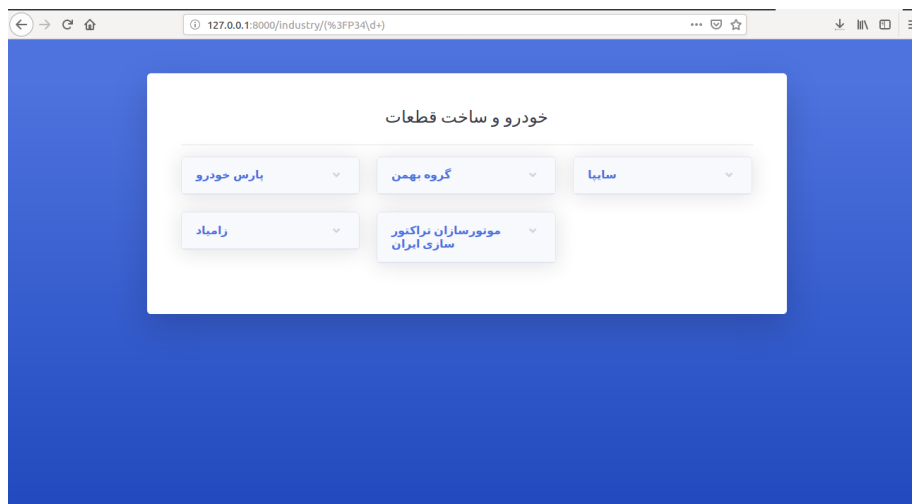 127.0.0.1:8000/industry/(%3FP34\d+)
خودرو و ساخت قطعات
سایپا
گروه بهمن
پارس خودرو
موتورسازان تراکتور
سازی ایران
زامیاد